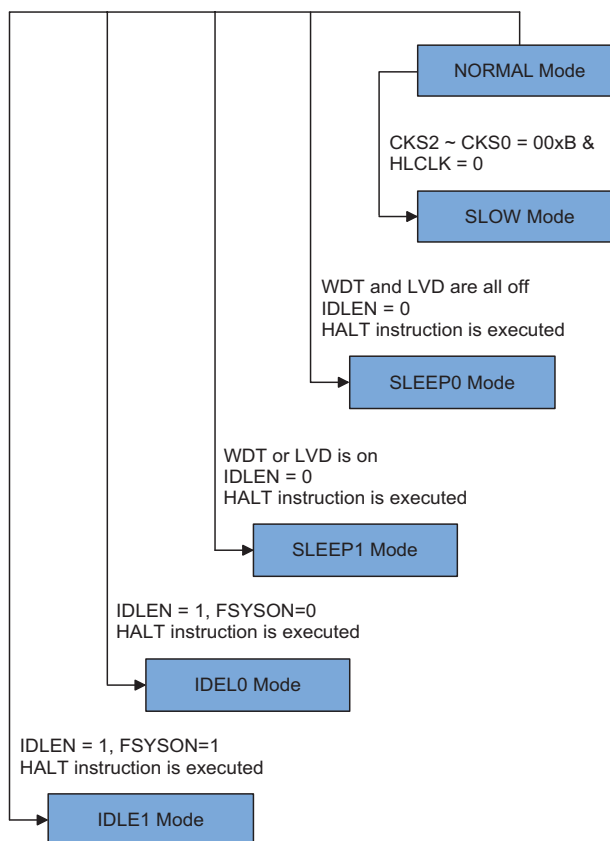 NORMAL Mode
CKS2 ~ CKS0 = 00xB &
HLCLK = 0
SLOW Mode
WDT and LVD are all off
IDLEN = 0
HALT instruction is executed
SLEEP0 Mode
WDT or LVD is on
IDLEN = 0
HALT instruction is executed
SLEEP1 Mode
IDLEN = 1, FSYSON=0
HALT instruction is executed
IDEL0 Mode
IDLEN = 1, FSYSON=1
HALT instruction is executed
IDLE1 Mode